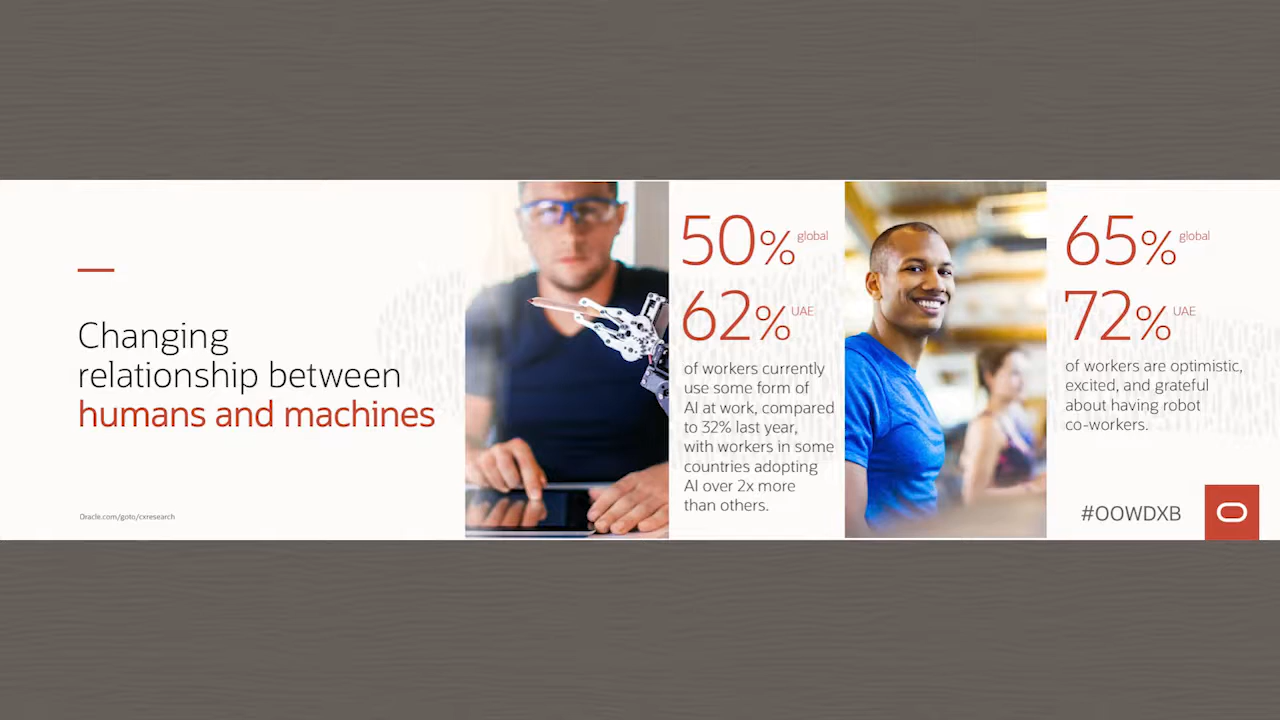 Changing
relationship between
humans and machines
Oracle.com/goto/cxresearch
50% global
62% UAE
of workers currently
use some form of
AI at work, compared
to 32% last year,
with workers in some
countries adopting
AI over 2x more
than others.
65% global
72% UAE
of workers are optimistic,
excited, and grateful
about having robot
co-workers.
#OOWDXB